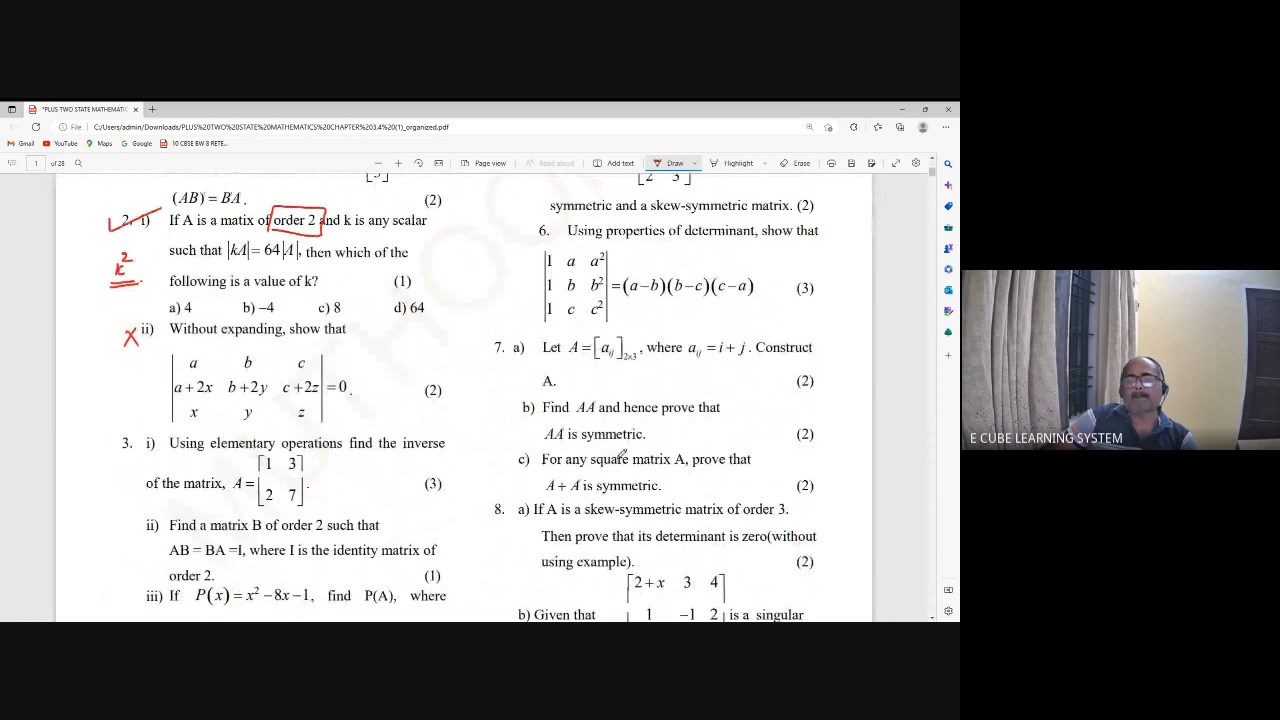 *PLUS TWO STATE MATHEMATIC
C:/Users/admin/Downloads/PLUS%20TWO%20STATE%20MATHEMATICS%20CHAPTER%203.4%20(1)_organized.pdf
Gmail YouTube Maps Google 10 CBSE BW 8 RETE...
1 of 28 Page view Read aloud Add text Draw Highlight Erase
(AB)' = B'A'. (2)
2. i) If A is a matix of order 2 and k is any scalar
such that |kA| = 64|A|, then which of the
k²
following is a value of k? (1)
a) 4 b) −4 c) 8 d) 64
X ii) Without expanding, show that
| a b c |
| a+2x b+2y c+2z | = 0. (2)
| x y z |
3. i) Using elementary operations find the inverse
of the matrix, A = [1 3
2 7]. (3)
ii) Find a matrix B of order 2 such that
AB = BA =I, where I is the identity matrix of
order 2. (1)
iii) If P(x) = x² − 8x − 1, find P(A), where
[2 3]
symmetric and a skew-symmetric matrix. (2)
6. Using properties of determinant, show that
|1 a a²|
|1 b b²| = (a−b)(b−c)(c−a) (3)
|1 c c²|
7. a) Let A = [aij]2×3, where aij = i + j. Construct
A. (2)
b) Find AA' and hence prove that
AA' is symmetric. (2)
c) For any square matrix A, prove that
A + A' is symmetric. (2)
8. a) If A is a skew-symmetric matrix of order 3.
Then prove that its determinant is zero(without
using example). (2)
[2+x 3 4]
b) Given that 1 −1 2 is a singular
E CUBE LEARNING SYSTEM